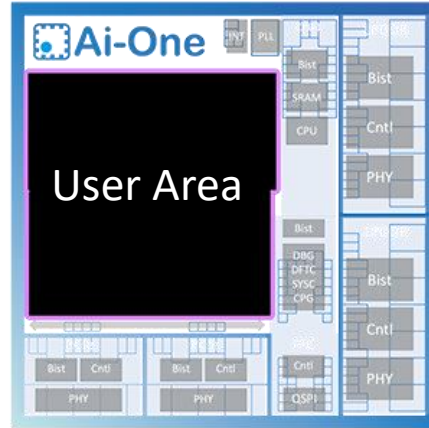 Ai-One
INT
PLL
Bist
SRAM
CPU
Bist
Cntl
PHY
User Area
Bist
DBG
DFTC
SYSC
CPG
Bist
Cntl
PHY
Bist
Cntl
PHY
Bist
Cntl
PHY
Cntl
QSPI